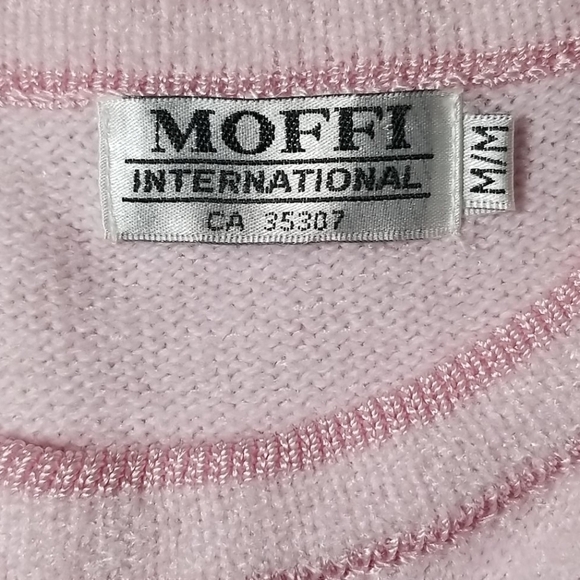 MOFFI
INTERNATIONAL
CA 35307
M/M